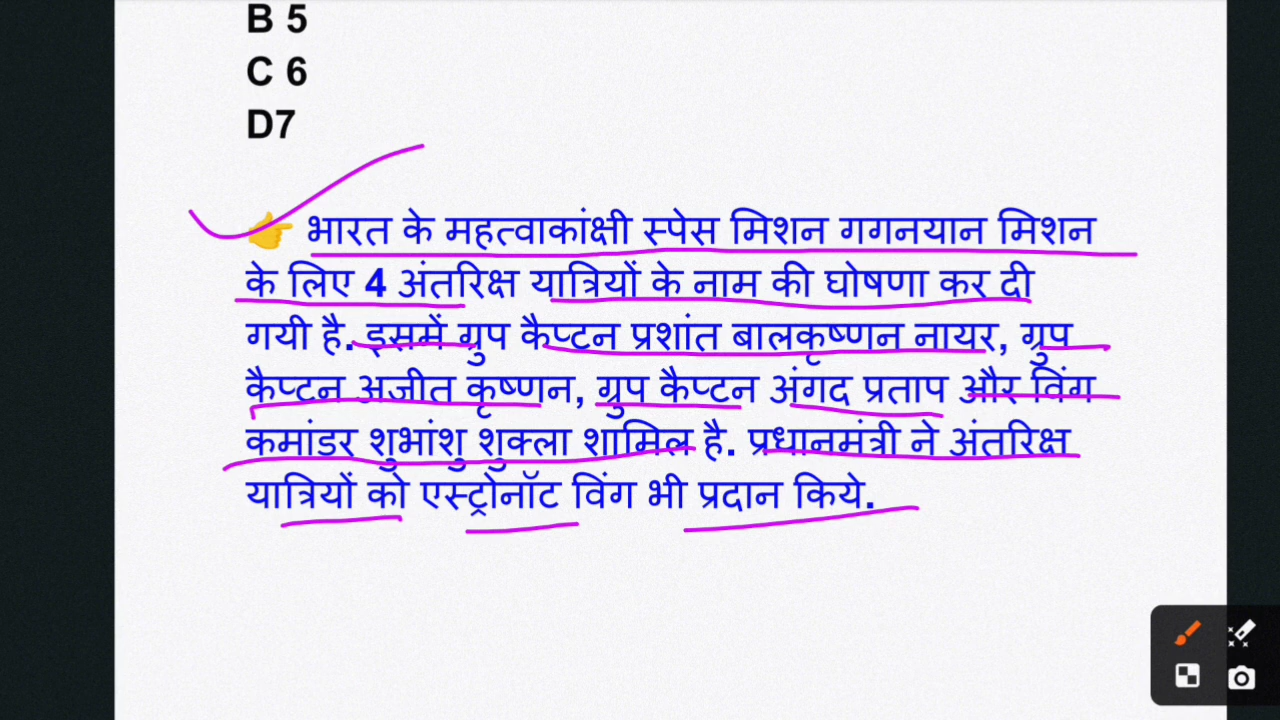 B 5
C 6
D7
👉 भारत के महत्वाकांक्षी स्पेस मिशन गगनयान मिशन
के लिए 4 अंतरिक्ष यात्रियों के नाम की घोषणा कर दी
गयी है. इसमें ग्रुप कैप्टन प्रशांत बालकृष्णन नायर, ग्रुप
कैप्टन अजीत कृष्णन, ग्रुप कैप्टन अंगद प्रताप और विंग
कमांडर शुभांशु शुक्ला शामिल है. प्रधानमंत्री ने अंतरिक्ष
यात्रियों को एस्ट्रोनॉट विंग भी प्रदान किये.